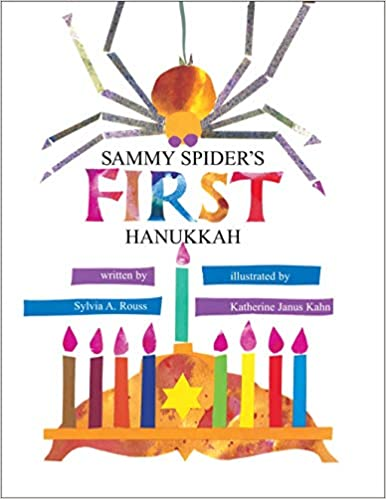 SAMMY SPIDER'S
FIRST
HANUKKAH
written by
illustrated by
Sylvia A. Rouss
Katherine Janus Kahn